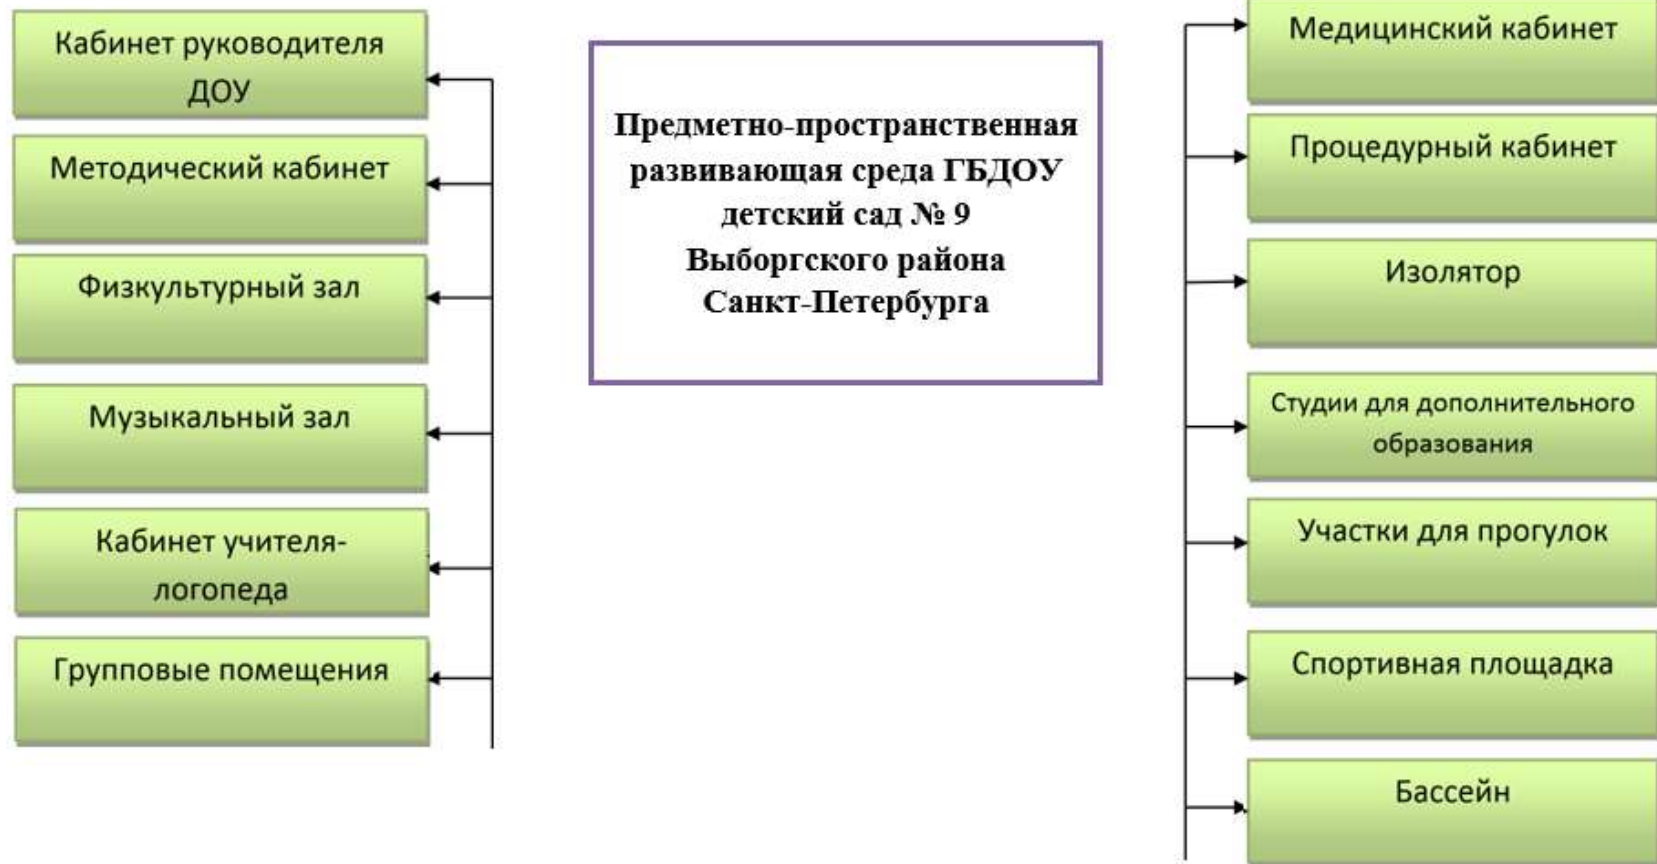 Кабинет руководителя
ДОУ
Методический кабинет
Физкультурный зал
Музыкальный зал
Кабинет учителя-
логопеда
Групповые помещения
Предметно-пространственная
развивающая среда ГБДОУ
детский сад № 9
Выборгского района
Санкт-Петербурга
Медицинский кабинет
Процедурный кабинет
Изолятор
Студии для дополнительного
образования
Участки для прогулок
Спортивная площадка
Бассейн